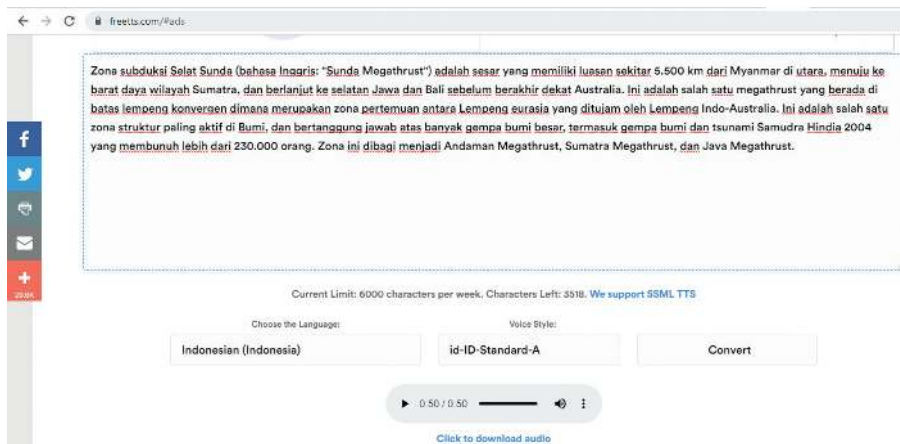 freetts.com/#ads
Zona subduksi Selat Sunda (bahasa Inggris: "Sunda Megathrust") adalah sesar yang memiliki luasan sekitar 5.500 km dari Myanmar di utara, menuju ke
barat daya wilayah Sumatra, dan berlanjut ke selatan Jawa dan Bali sebelum berakhir dekat Australia. Ini adalah salah satu megathrust yang berada di
batas lempeng konvergen dimana merupakan zona pertemuan antara Lempeng eurasia yang ditujam oleh Lempeng Indo-Australia. Ini adalah salah satu
zona struktur paling aktif di Bumi, dan bertanggung jawab atas banyak gempa bumi besar, termasuk gempa bumi dan tsunami Samudra Hindia 2004
yang membunuh lebih dari 230.000 orang. Zona ini dibagi menjadi Andaman Megathrust, Sumatra Megathrust, dan Java Megathrust.
Current Limit: 6000 characters per week. Characters Left: 3518. We support SSML TTS
Choose the Language: Voice Style:
Indonesian (Indonesia) id-ID-Standard-A Convert
0:50 / 0:50
Click to download audio